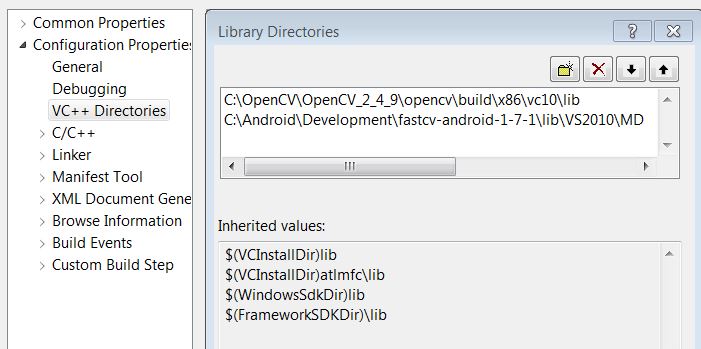 Common Properties
Configuration Propertie
General
Debugging
VC++ Directories
C/C++
Linker
Manifest Tool
XML Document Gene
Browse Information
Build Events
Custom Build Step
Library Directories
C:\OpenCV\OpenCV_2_4_9\opencv\build\x86\vc10\lib
C:\Android\Development\fastcv-android-1-7-1\lib\VS2010\MD
Inherited values:
$(VCInstallDir)lib
$(VCInstallDir)atlmfc\lib
$(WindowsSdkDir)lib
$(FrameworkSDKDir)\lib